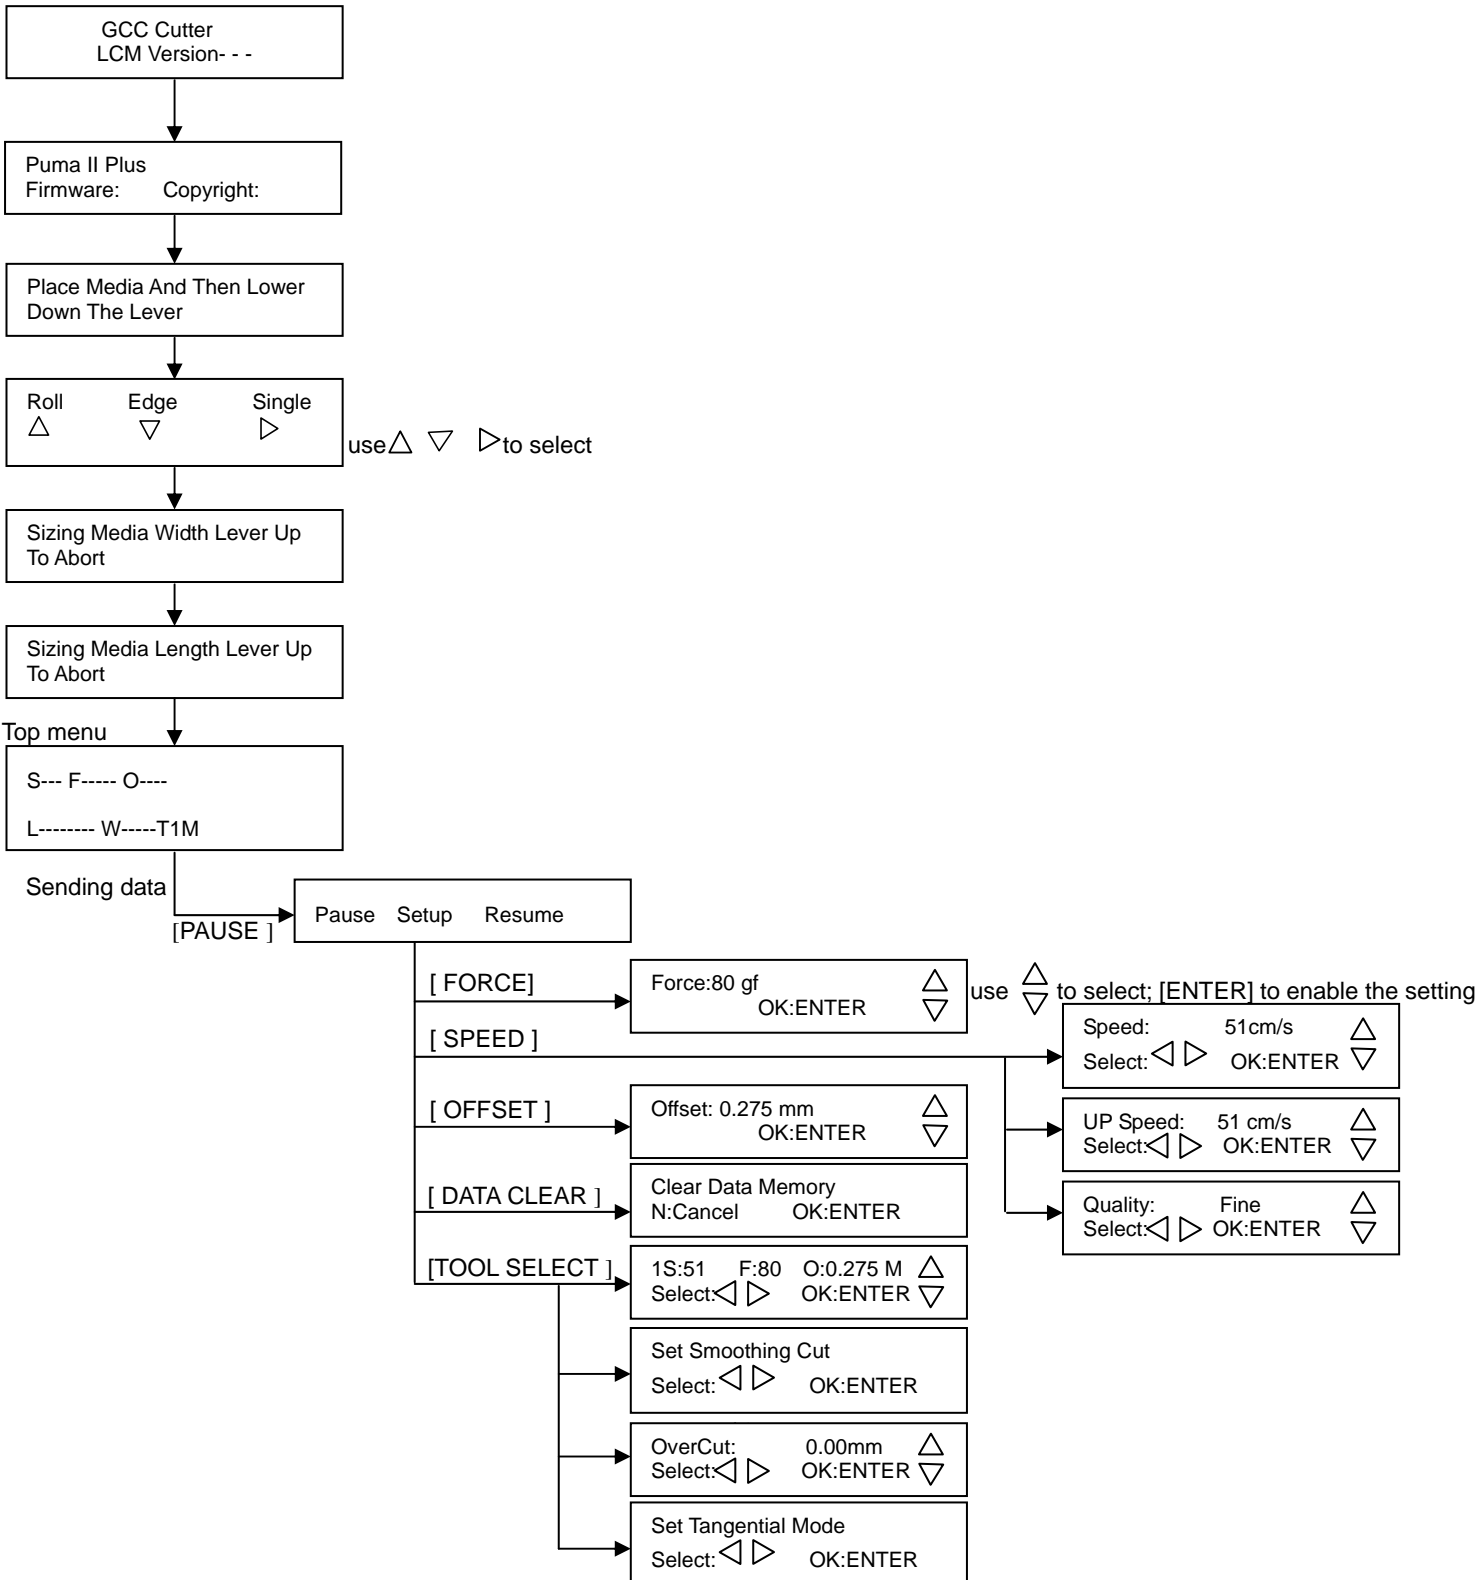 GCC Cutter
LCM Version- - -
Puma II Plus
Firmware: Copyright:
Place Media And Then Lower
Down The Lever
Roll Edge Single
use △ ▽ ▷ to select
Sizing Media Width Lever Up
To Abort
Sizing Media Length Lever Up
To Abort
Top menu
S--- F----- O----
L-------- W-----T1M
Sending data
[PAUSE ]
Pause Setup Resume
[ FORCE]
Force:80 gf
OK:ENTER
use △ ▽ to select; [ENTER] to enable the setting
[ SPEED ]
Speed: 51cm/s
Select: ◁ ▷ OK:ENTER
UP Speed: 51 cm/s
Select: ◁ ▷ OK:ENTER
Quality: Fine
Select: ◁ ▷ OK:ENTER
[ OFFSET ]
Offset: 0.275 mm
OK:ENTER
[ DATA CLEAR ]
Clear Data Memory
N:Cancel OK:ENTER
[TOOL SELECT ]
1S:51 F:80 O:0.275 M
Select: ◁ ▷ OK:ENTER
Set Smoothing Cut
Select: ◁ ▷ OK:ENTER
OverCut: 0.00mm
Select: ◁ ▷ OK:ENTER
Set Tangential Mode
Select: ◁ ▷ OK:ENTER